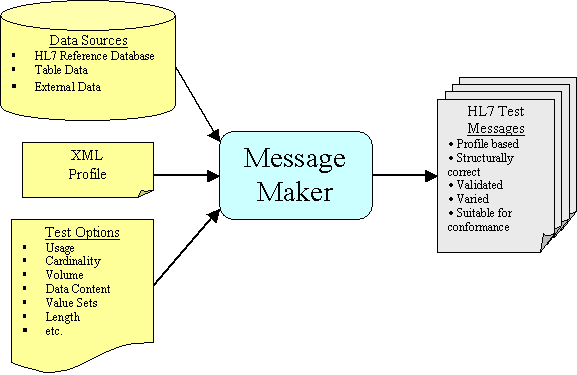 Data Sources
▪ HL7 Reference Database
▪ Table Data
▪ External Data
XML
Profile
Test Options
▪ Usage
▪ Cardinality
▪ Volume
▪ Data Content
▪ Value Sets
▪ Length
▪ etc.
Message
Maker
HL7 Test
Messages
• Profile based
• Structurally
correct
• Validated
• Varied
• Suitable for
conformance